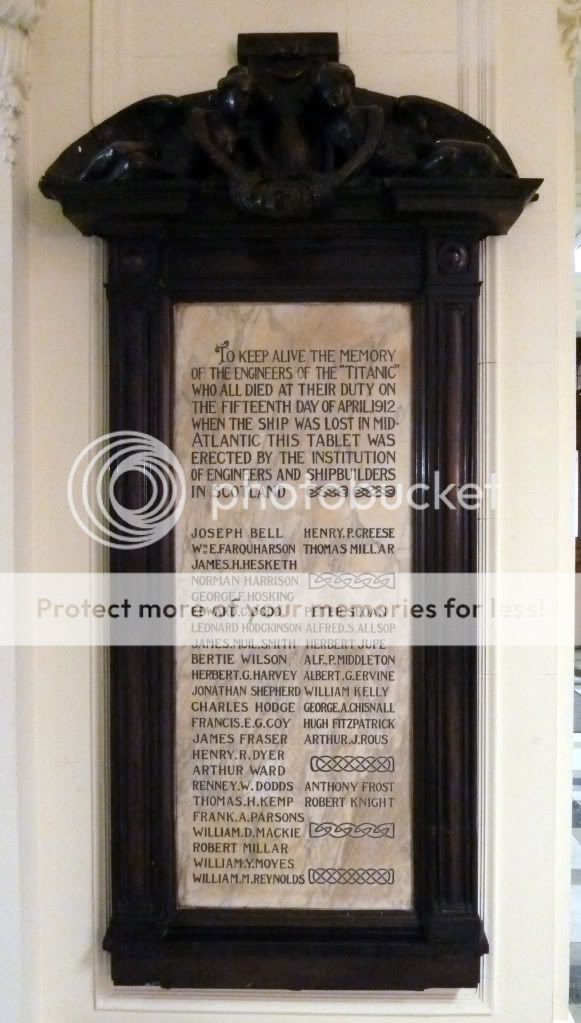 To KEEP ALIVE THE MEMORY
OF THE ENGINEERS OF THE "TITANIC"
WHO ALL DIED AT THEIR DUTY ON
THE FIFTEENTH DAY OF APRIL,1912
WHEN THE SHIP WAS LOST IN MID-
ATLANTIC THIS TABLET WAS
ERECTED BY THE INSTITUTION
OF ENGINEERS AND SHIPBUILDERS
IN SCOTLAND
photobucket
JOSEPH BELL HENRY.P.CREESE
Wm E.FARQUHARSON THOMAS MILLAR
JAMES.H.HESKETH
NORMAN HARRISON
GEORGE.F.HOSKING
Protect more of your memories for less!
LEONARD HODGKINSON ALFRED.S.ALLSOP
JAMES.MUIL.SMITH HERBERT JUPE
BERTIE WILSON ALF.P.MIDDLETON
HERBERT.G.HARVEY ALBERT.G.ERVINE
JONATHAN SHEPHERD WILLIAM KELLY
CHARLES HODGE GEORGE.A.CHISNALL
FRANCIS.E.G.COY HUGH FITZPATRICK
JAMES FRASER ARTHUR.J.ROUS
HENRY.R.DYER
ARTHUR WARD
RENNEY.W.DODDS ANTHONY FROST
THOMAS.H.KEMP ROBERT KNIGHT
FRANK.A.PARSONS
WILLIAM.D.MACKIE
ROBERT MILLAR
WILLIAM.Y.MOYES
WILLIAM.M.REYNOLDS